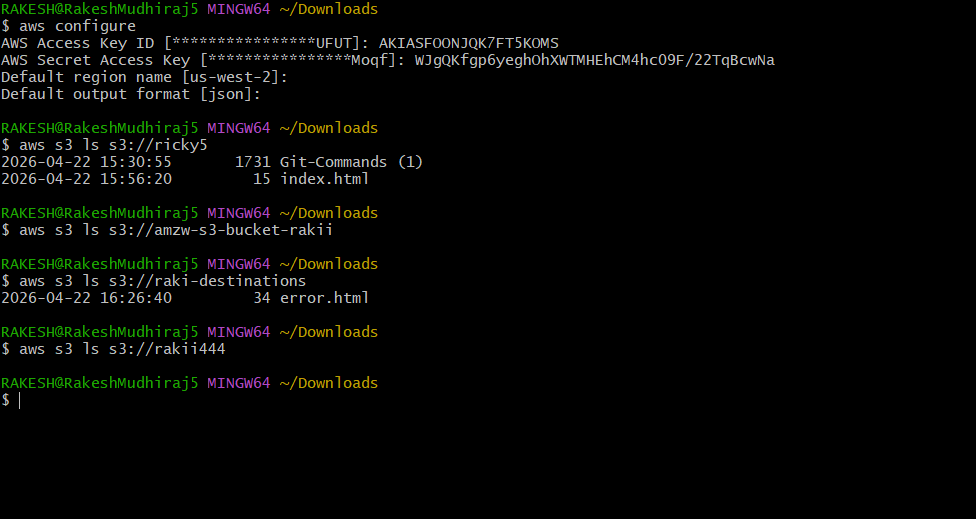 RAKESH@RakeshMudhiraj5 MINGW64 ~/Downloads
$ aws configure
AWS Access Key ID [****************UFUT]: AKIASFOONJQK7FT5KOMS
AWS Secret Access Key [****************Moqf]: 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
Default region name [us-west-2]:
Default output format [json]:
RAKESH@RakeshMudhiraj5 MINGW64 ~/Downloads
$ aws s3 ls s3://ricky5
2026-04-22 15:30:55       1731 Git-Commands (1)
2026-04-22 15:56:20         15 index.html
RAKESH@RakeshMudhiraj5 MINGW64 ~/Downloads
$ aws s3 ls s3://amzw-s3-bucket-rakii
RAKESH@RakeshMudhiraj5 MINGW64 ~/Downloads
$ aws s3 ls s3://raki-destinations
2026-04-22 16:26:40         34 error.html
RAKESH@RakeshMudhiraj5 MINGW64 ~/Downloads
$ aws s3 ls s3://rakii444
RAKESH@RakeshMudhiraj5 MINGW64 ~/Downloads
$